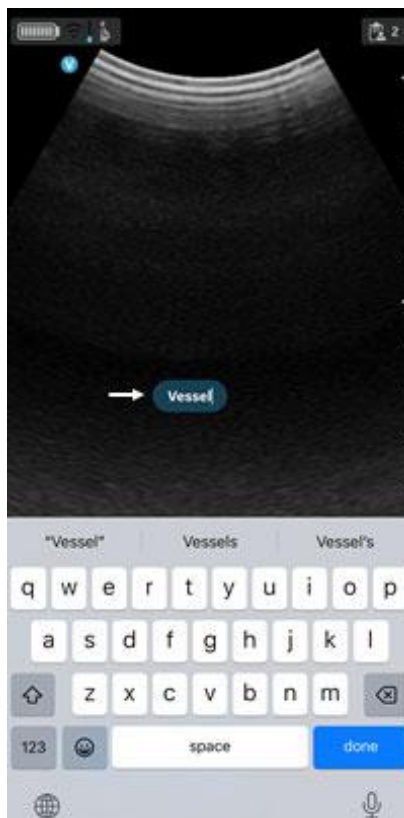 V
2
Vessel
"Vessel" Vessels Vessel's
q w e r t y u i o p
a s d f g h j k l
z x c v b n m
123 space done